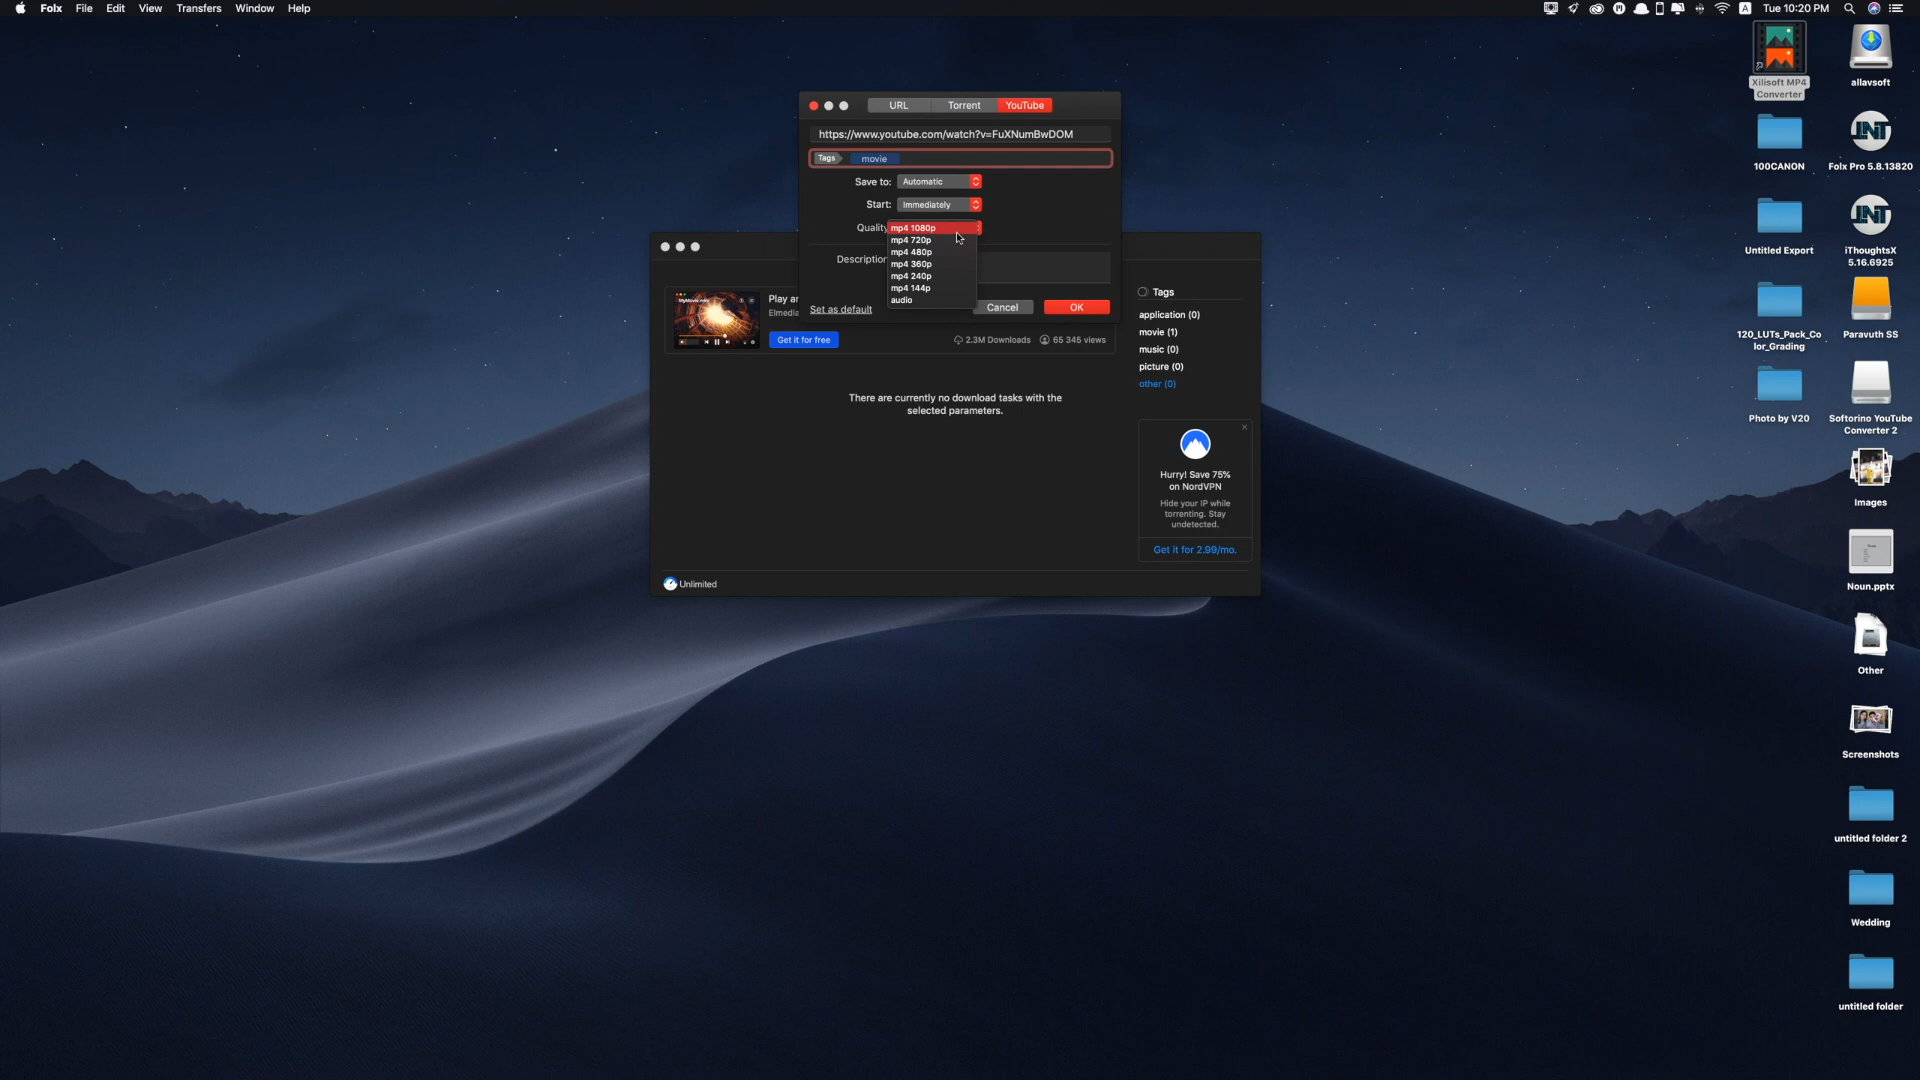 Folx File Edit View Transfers Window Help
A Tue 10:20 PM
URL Torrent YouTube
https://www.youtube.com/watch?v=FuXNumBwDOM
Tags movie
Save to: Automatic
Start: Immediately
Quality mp4 1080p
mp4 720p
mp4 480p
mp4 360p
mp4 240p
mp4 144p
audio
Description
Set as default Cancel OK
MyMovie.m4v
Play an
Elmedia
Get it for free 2.3M Downloads 65 345 views
There are currently no download tasks with the
selected parameters.
Tags
application (0)
movie (1)
music (0)
picture (0)
other (0)
Hurry! Save 75%
on NordVPN
Hide your IP while
torrenting. Stay
undetected.
Get it for 2.99/mo.
Unlimited
Xilisoft MP4
Converter
allavsoft
100CANON
LNT
Folx Pro 5.8.13820
Untitled Export
LNT
iThoughtsX
5.16.6925
120_LUTs_Pack_Co
lor_Grading
Paravuth SS
Photo by V20
Softorino YouTube
Converter 2
Images
Noun.pptx
Other
Screenshots
untitled folder 2
Wedding
untitled folder